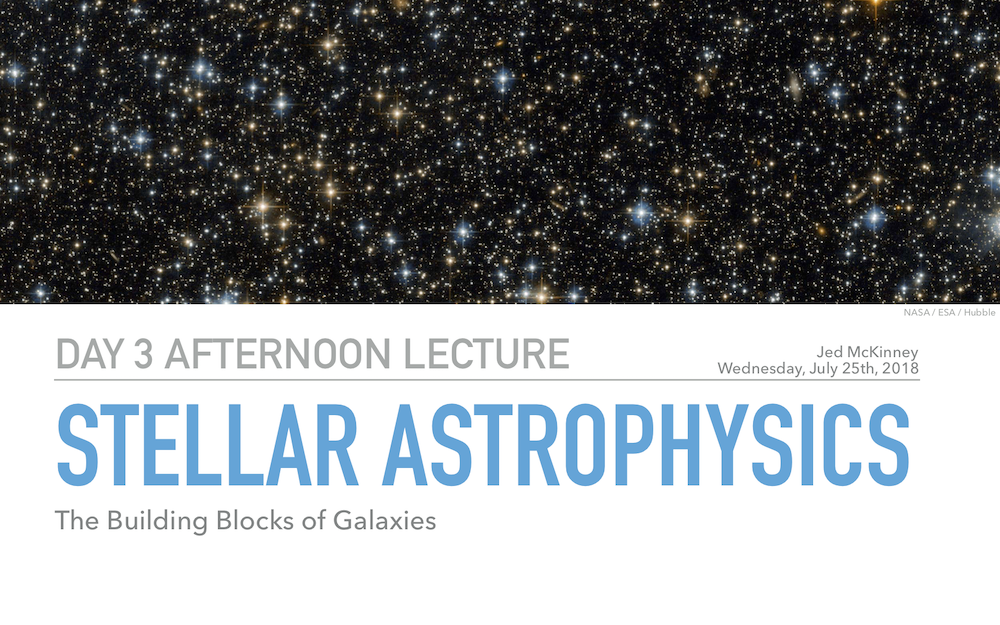 NASA / ESA / Hubble
DAY 3 AFTERNOON LECTURE
Jed McKinney
Wednesday, July 25th, 2018
STELLAR ASTROPHYSICS
The Building Blocks of Galaxies